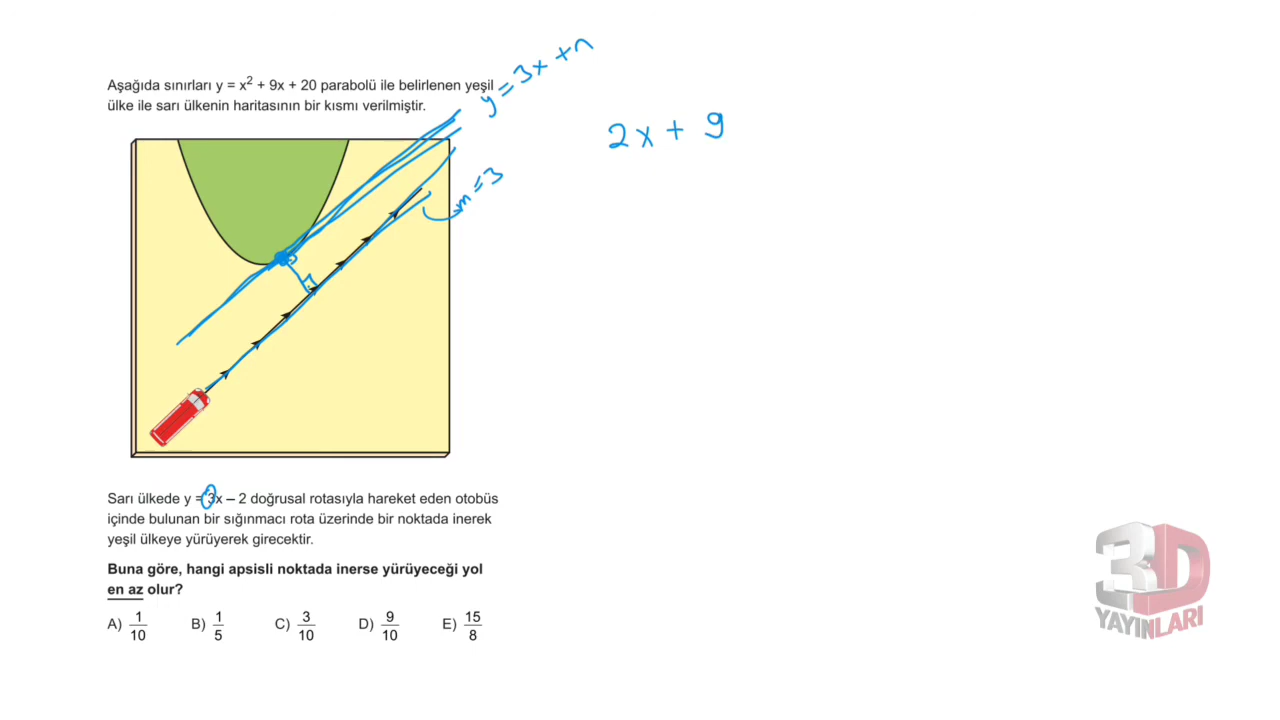 Aşağıda sınırları y = x² + 9x + 20 parabolü ile belirlenen yeşil
ülke ile sarı ülkenin haritasının bir kısmı verilmiştir.
y = 3x + n
2x + 9
m = 3
Sarı ülkede y = 3x – 2 doğrusal rotasıyla hareket eden otobüs
içinde bulunan bir sığınmacı rota üzerinde bir noktada inerek
yeşil ülkeye yürüyerek girecektir.
Buna göre, hangi apsisli noktada inerse yürüyeceği yol
en az olur?
A) 1/10 B) 1/5 C) 3/10 D) 9/10 E) 15/8
3D
YAYINLARI